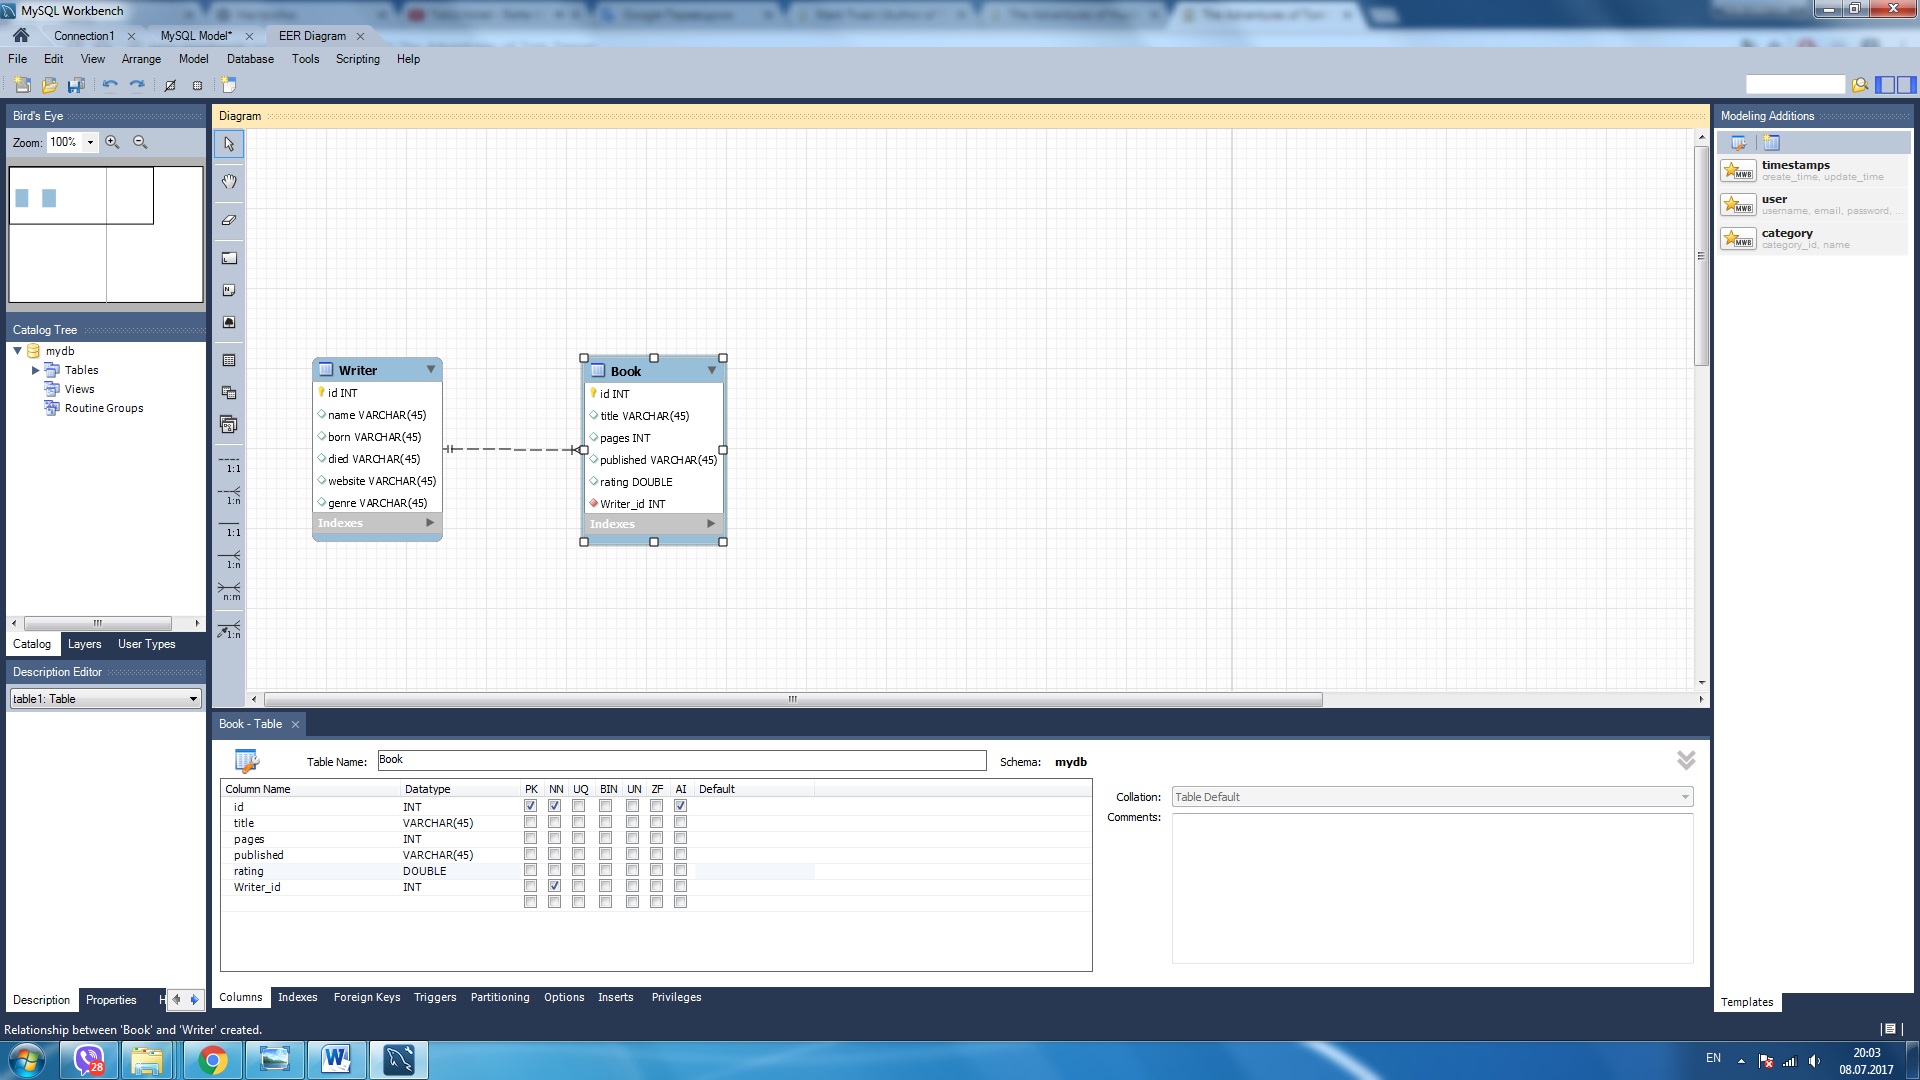 MySQL Workbench
Connection1 MySQL Model* EER Diagram
File Edit View Arrange Model Database Tools Scripting Help
Bird's Eye
Zoom: 100%
Diagram
Modeling Additions
timestamps
create_time, update_time
user
username, email, password, ...
category
category_id, name
Catalog Tree
mydb
Tables
Views
Routine Groups
Catalog Layers User Types
1:1
1:n
1:1
1:n
n:m
1:n
Writer
id INT
name VARCHAR(45)
born VARCHAR(45)
died VARCHAR(45)
website VARCHAR(45)
genre VARCHAR(45)
Indexes
Book
id INT
title VARCHAR(45)
pages INT
published VARCHAR(45)
rating DOUBLE
Writer_id INT
Indexes
Description Editor
table1: Table
Description Properties H
Book - Table
Table Name: Book Schema: mydb
Column Name Datatype PK NN UQ BIN UN ZF AI Default
id INT
title VARCHAR(45)
pages INT
published VARCHAR(45)
rating DOUBLE
Writer_id INT
Collation: Table Default
Comments:
Columns Indexes Foreign Keys Triggers Partitioning Options Inserts Privileges
Templates
Relationship between 'Book' and 'Writer' created.
28
EN
20:03
08.07.2017